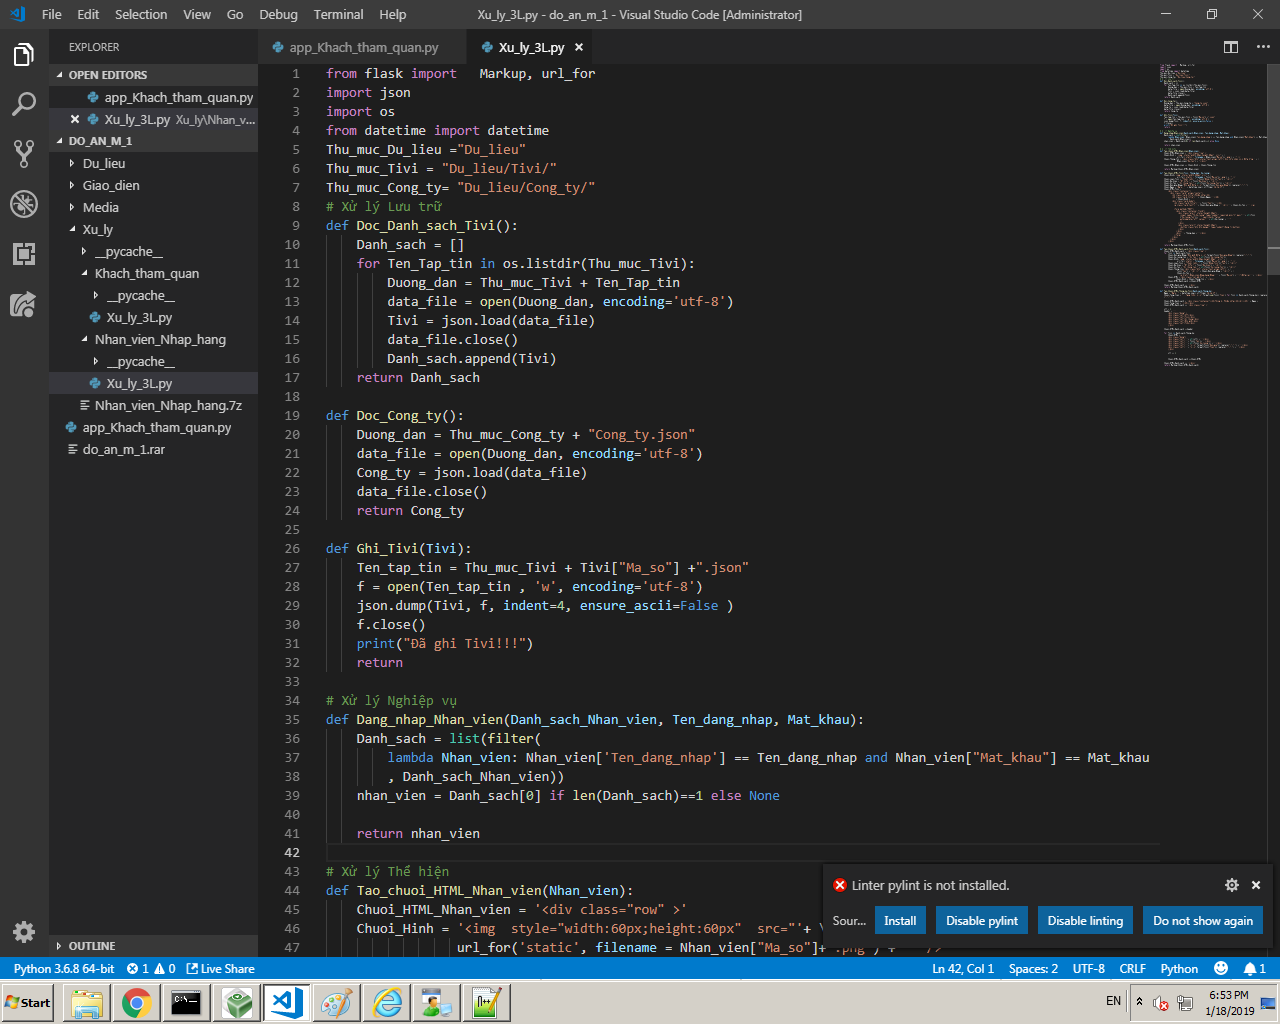 File Edit Selection View Go Debug Terminal Help
Xu_ly_3L.py - do_an_m_1 - Visual Studio Code [Administrator]
EXPLORER
OPEN EDITORS
app_Khach_tham_quan.py
Xu_ly_3L.py Xu_ly\Nhan_v...
DO_AN_M_1
Du_lieu
Giao_dien
Media
Xu_ly
__pycache__
Khach_tham_quan
__pycache__
Xu_ly_3L.py
Nhan_vien_Nhap_hang
__pycache__
Xu_ly_3L.py
Nhan_vien_Nhap_hang.7z
app_Khach_tham_quan.py
do_an_m_1.rar
OUTLINE
app_Khach_tham_quan.py
Xu_ly_3L.py
1 from flask import   Markup, url_for
2 import json
3 import os
4 from datetime import datetime
5 Thu_muc_Du_lieu ="Du_lieu"
6 Thu_muc_Tivi = "Du_lieu/Tivi/"
7 Thu_muc_Cong_ty= "Du_lieu/Cong_ty/"
8 # Xử lý Lưu trữ
9 def Doc_Danh_sach_Tivi():
10     Danh_sach = []
11     for Ten_Tap_tin in os.listdir(Thu_muc_Tivi):
12         Duong_dan = Thu_muc_Tivi + Ten_Tap_tin
13         data_file = open(Duong_dan, encoding='utf-8')
14         Tivi = json.load(data_file)
15         data_file.close()
16         Danh_sach.append(Tivi)
17     return Danh_sach
18
19 def Doc_Cong_ty():
20     Duong_dan = Thu_muc_Cong_ty + "Cong_ty.json"
21     data_file = open(Duong_dan, encoding='utf-8')
22     Cong_ty = json.load(data_file)
23     data_file.close()
24     return Cong_ty
25
26 def Ghi_Tivi(Tivi):
27     Ten_tap_tin = Thu_muc_Tivi + Tivi["Ma_so"] +".json"
28     f = open(Ten_tap_tin , 'w', encoding='utf-8')
29     json.dump(Tivi, f, indent=4, ensure_ascii=False )
30     f.close()
31     print("Đã ghi Tivi!!!")
32     return
33
34 # Xử lý Nghiệp vụ
35 def Dang_nhap_Nhan_vien(Danh_sach_Nhan_vien, Ten_dang_nhap, Mat_khau):
36     Danh_sach = list(filter(
37         lambda Nhan_vien: Nhan_vien['Ten_dang_nhap'] == Ten_dang_nhap and Nhan_vien["Mat_khau"] == Mat_khau
38         , Danh_sach_Nhan_vien))
39     nhan_vien = Danh_sach[0] if len(Danh_sach)==1 else None
40
41     return nhan_vien
42
43 # Xử lý Thể hiện
44 def Tao_chuoi_HTML_Nhan_vien(Nhan_vien):
45     Chuoi_HTML_Nhan_vien = '<div class="row" >'
46     Chuoi_Hinh = '<img  style="width:60px;height:60px"  src="'+ \
47                  url_for('static', filename = Nhan_vien["Ma_so"]+
Linter pylint is not installed.
Sour... Install Disable pylint Disable linting Do not show again
Python 3.6.8 64-bit 1 0 Live Share
Ln 42, Col 1 Spaces: 2 UTF-8 CRLF Python 1
Start
EN
6:53 PM
1/18/2019